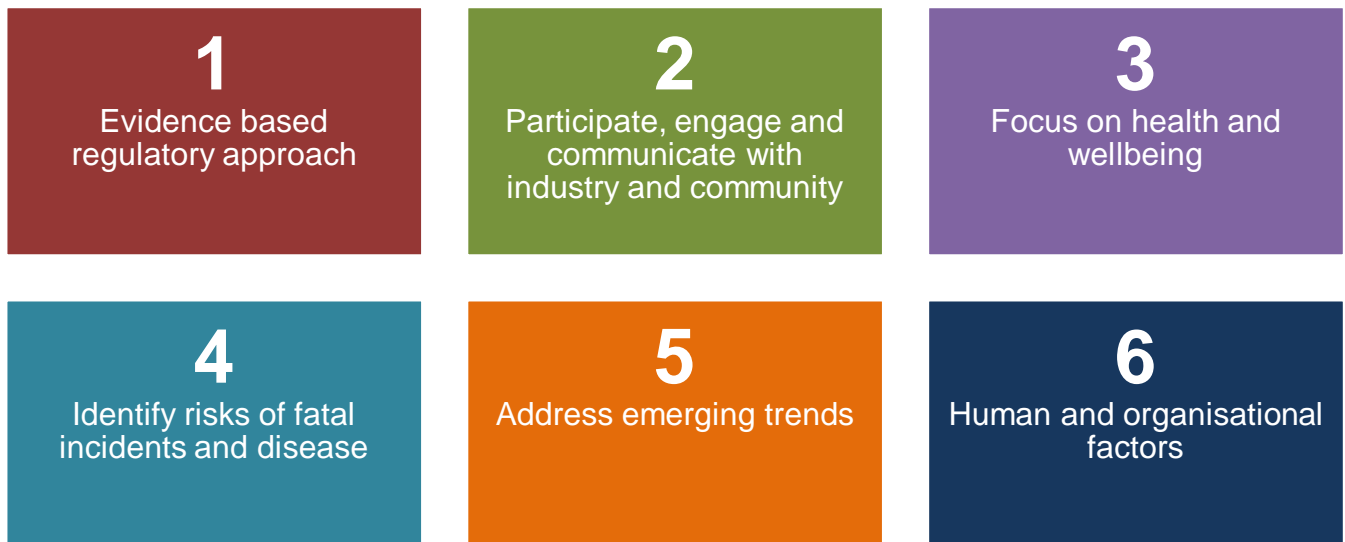 1
Evidence based
regulatory approach
2
Participate, engage and
communicate with
industry and community
3
Focus on health and
wellbeing
4
Identify risks of fatal
incidents and disease
5
Address emerging trends
6
Human and organisational
factors